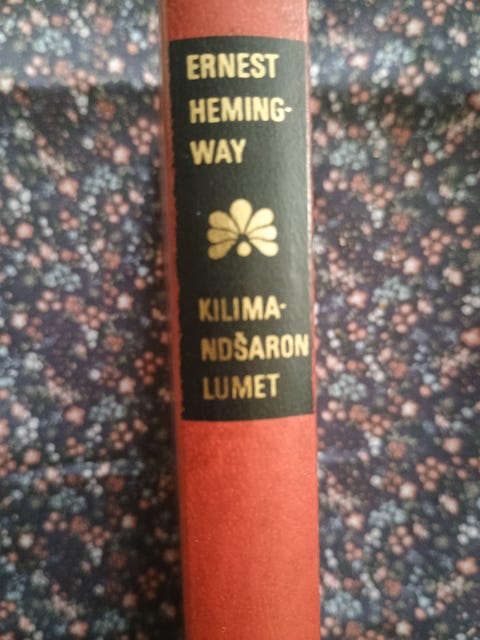 ERNEST
HEMING-
WAY
KILIMA-
NDŠARON
LUMET